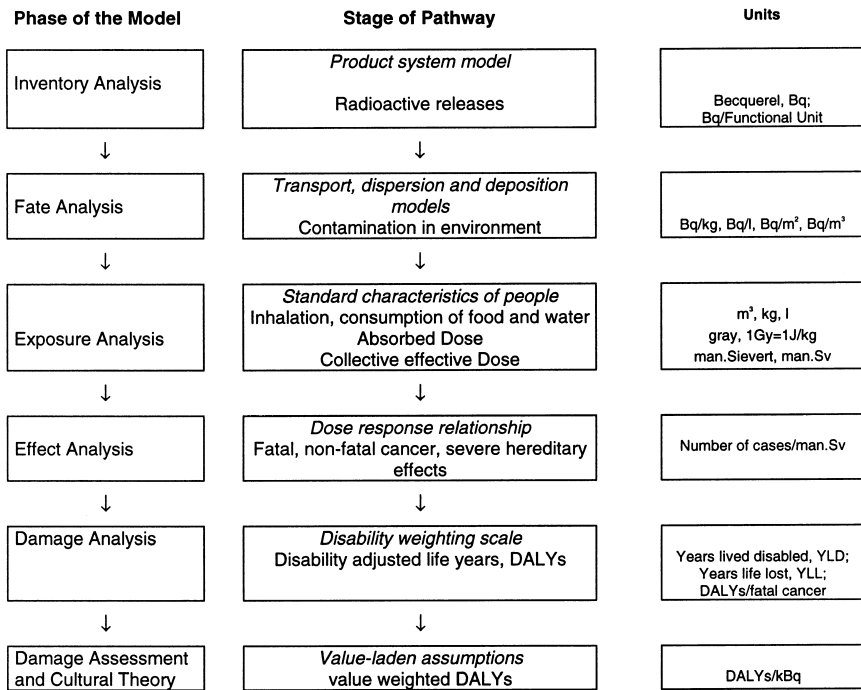 Phase of the Model
Stage of Pathway
Units
Inventory Analysis
Product system model
Radioactive releases
Becquerel, Bq;
Bq/Functional Unit
↓
↓
Fate Analysis
Transport, dispersion and deposition
models
Contamination in environment
Bq/kg, Bq/l, Bq/m², Bq/m³
↓
↓
Exposure Analysis
Standard characteristics of people
Inhalation, consumption of food and water
Absorbed Dose
Collective effective Dose
m³, kg, l
gray, 1Gy=1J/kg
man.Sievert, man.Sv
↓
↓
Effect Analysis
Dose response relationship
Fatal, non-fatal cancer, severe hereditary
effects
Number of cases/man.Sv
↓
↓
Damage Analysis
Disability weighting scale
Disability adjusted life years, DALYs
Years lived disabled, YLD;
Years life lost, YLL;
DALYs/fatal cancer
↓
↓
Damage Assessment
and Cultural Theory
Value-laden assumptions
value weighted DALYs
DALYs/kBq